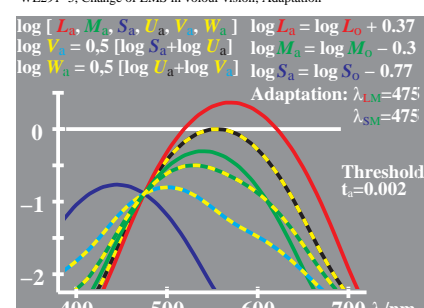 log [ Lₐ, Mₐ, Sₐ, Uₐ, Vₐ, Wₐ ] log Lₐ = log Lₒ + 0.37
log Vₐ = 0,5 [log Sₐ+log Uₐ] log Mₐ = log Mₒ − 0.3
log Wₐ = 0,5 [log Uₐ+log Vₐ] log Sₐ = log Sₒ − 0.77
Adaptation: λLM=475
λSM=475
0
Threshold
tₐ=0.002
−1
−2
400 500 600 700 λ/nm